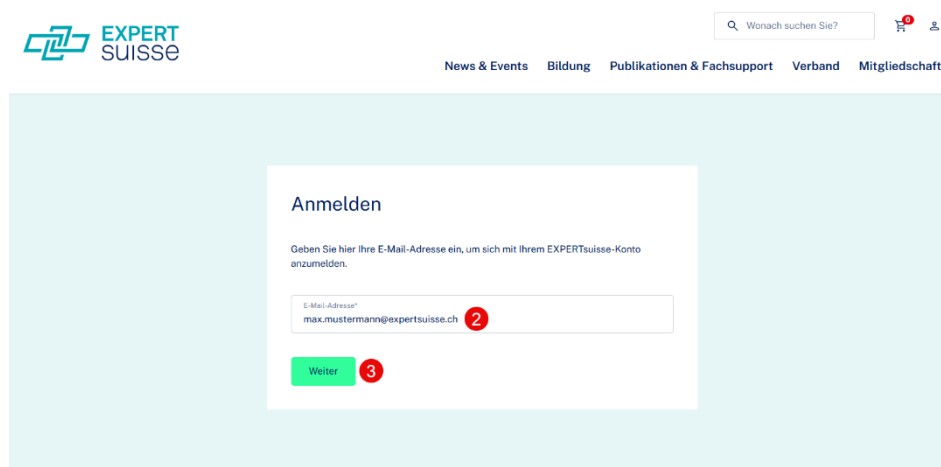 EXPERT
suisse
Wonach suchen Sie?
0
News & Events Bildung Publikationen & Fachsupport Verband Mitgliedschaft
Anmelden
Geben Sie hier Ihre E-Mail-Adresse ein, um sich mit Ihrem EXPERTsuisse-Konto
anzumelden.
E-Mail-Adresse*
max.mustermann@expertsuisse.ch 2
Weiter 3